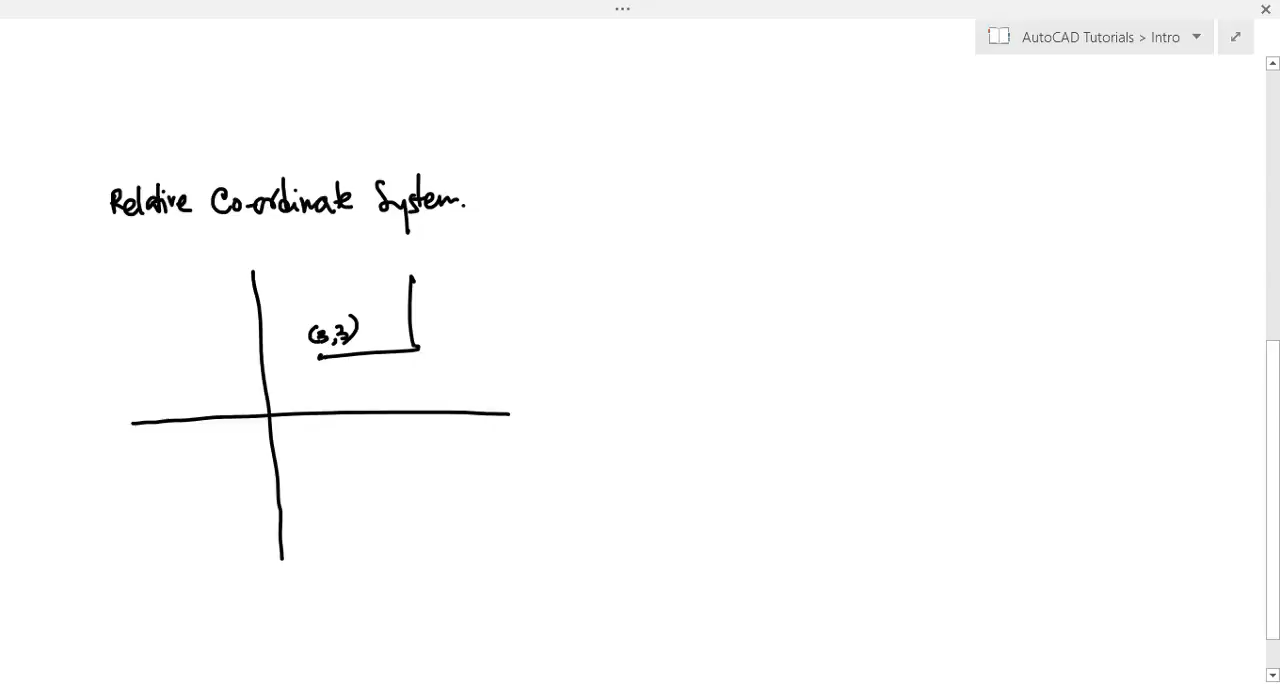 AutoCAD Tutorials > Intro
Relative Co-ordinate System.
(3,3)